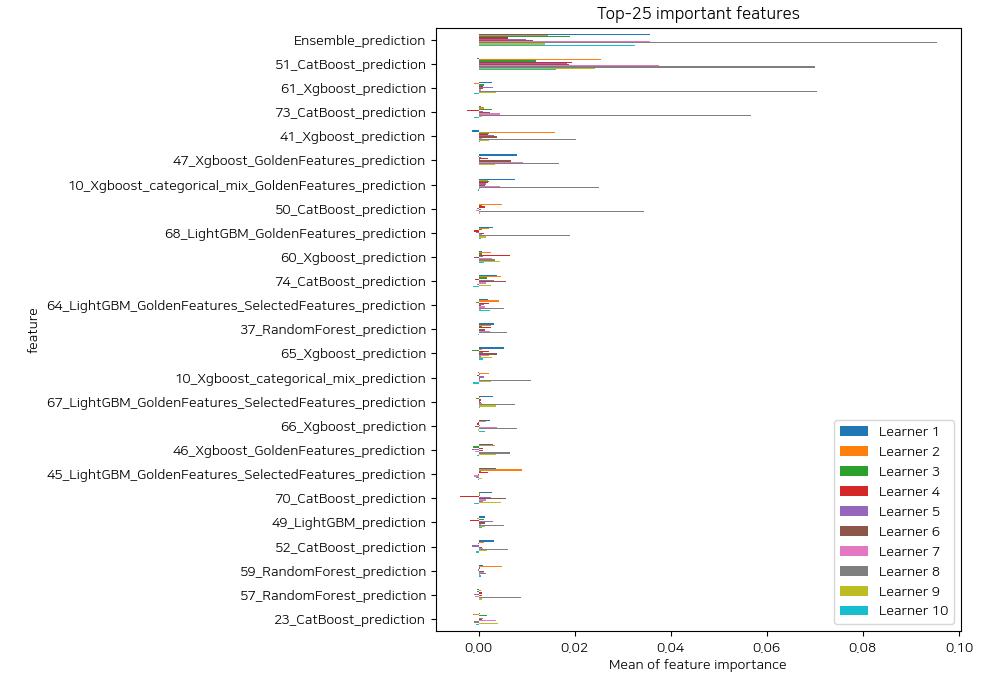 Top-25 important features
Ensemble_prediction
51_CatBoost_prediction
61_Xgboost_prediction
73_CatBoost_prediction
41_Xgboost_prediction
47_Xgboost_GoldenFeatures_prediction
10_Xgboost_categorical_mix_GoldenFeatures_prediction
50_CatBoost_prediction
68_LightGBM_GoldenFeatures_prediction
60_Xgboost_prediction
74_CatBoost_prediction
64_LightGBM_GoldenFeatures_SelectedFeatures_prediction
37_RandomForest_prediction
65_Xgboost_prediction
10_Xgboost_categorical_mix_prediction
67_LightGBM_GoldenFeatures_SelectedFeatures_prediction
66_Xgboost_prediction
46_Xgboost_GoldenFeatures_prediction
45_LightGBM_GoldenFeatures_SelectedFeatures_prediction
70_CatBoost_prediction
49_LightGBM_prediction
52_CatBoost_prediction
59_RandomForest_prediction
57_RandomForest_prediction
23_CatBoost_prediction
feature
Learner 1
Learner 2
Learner 3
Learner 4
Learner 5
Learner 6
Learner 7
Learner 8
Learner 9
Learner 10
0.00 0.02 0.04 0.06 0.08 0.10
Mean of feature importance